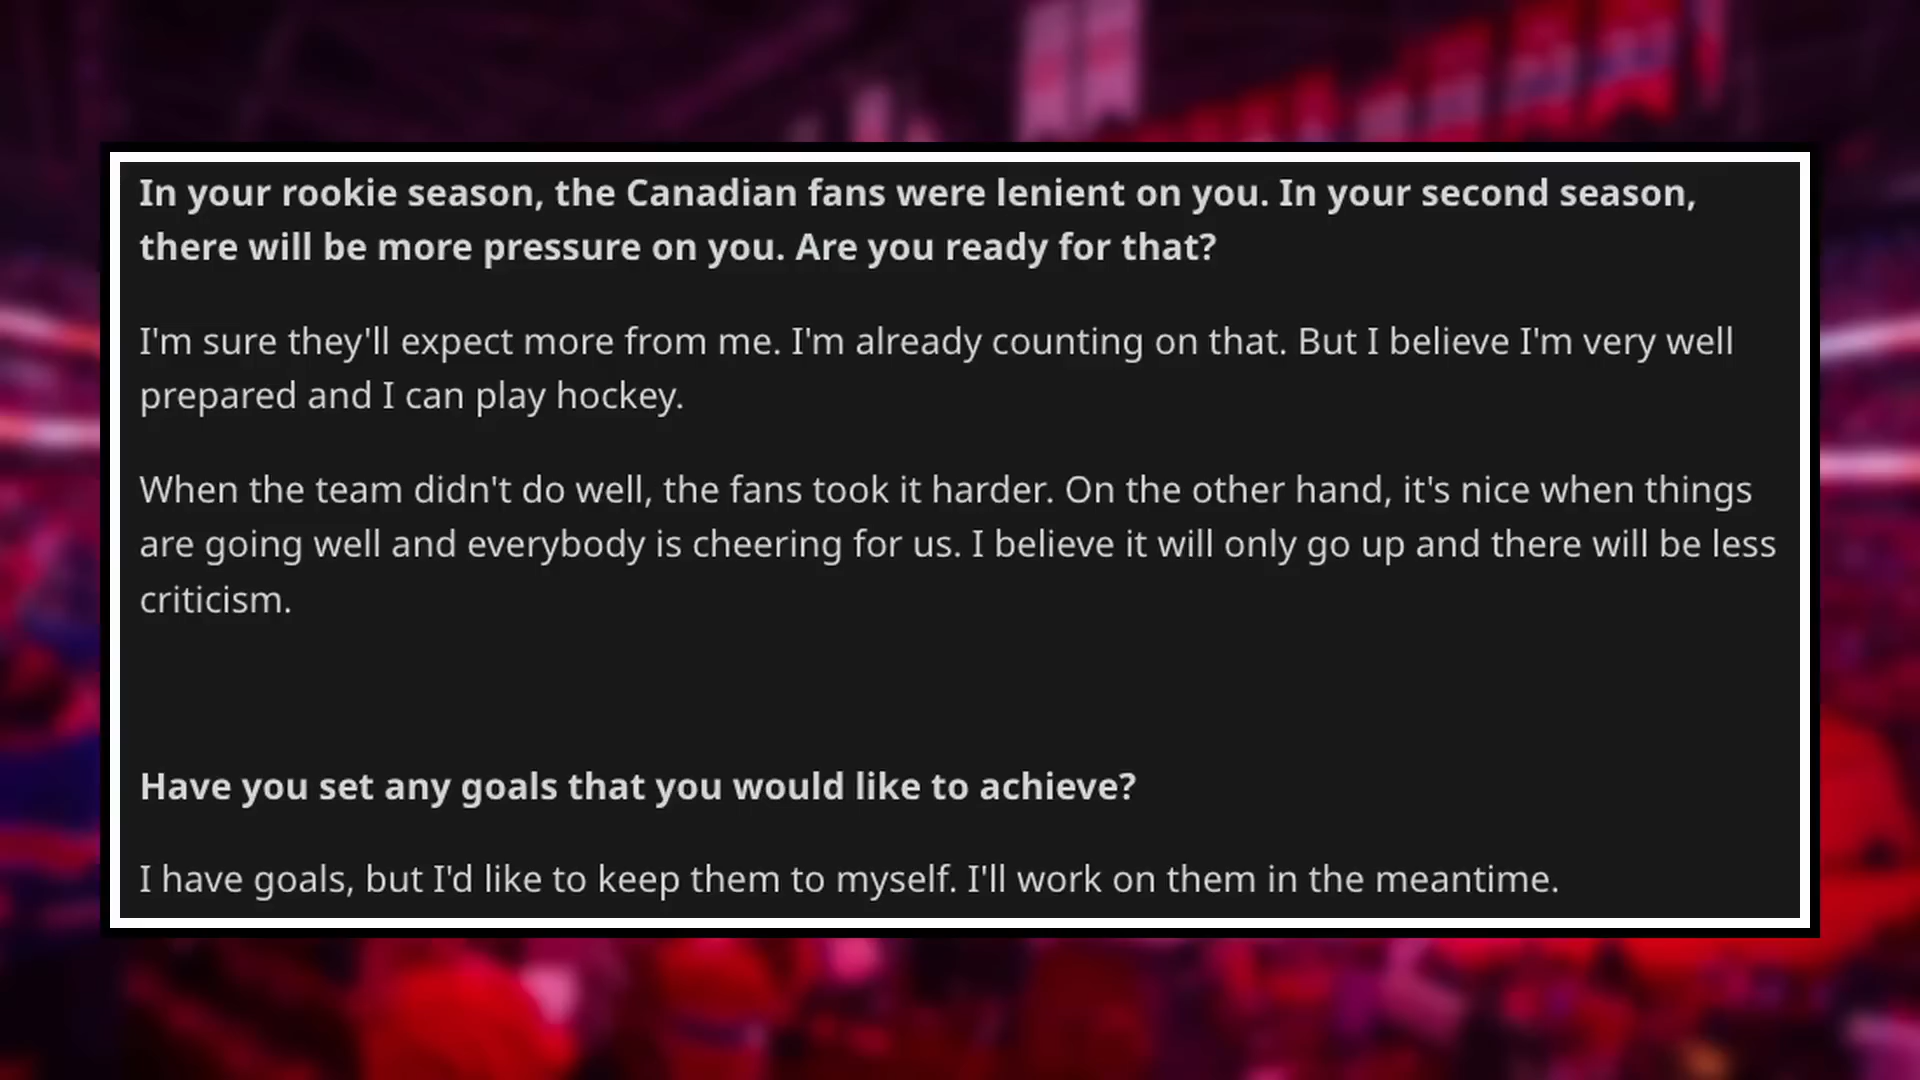 In your rookie season, the Canadian fans were lenient on you. In your second season,
there will be more pressure on you. Are you ready for that?
I'm sure they'll expect more from me. I'm already counting on that. But I believe I'm very well
prepared and I can play hockey.
When the team didn't do well, the fans took it harder. On the other hand, it's nice when things
are going well and everybody is cheering for us. I believe it will only go up and there will be less
criticism.
Have you set any goals that you would like to achieve?
I have goals, but I'd like to keep them to myself. I'll work on them in the meantime.